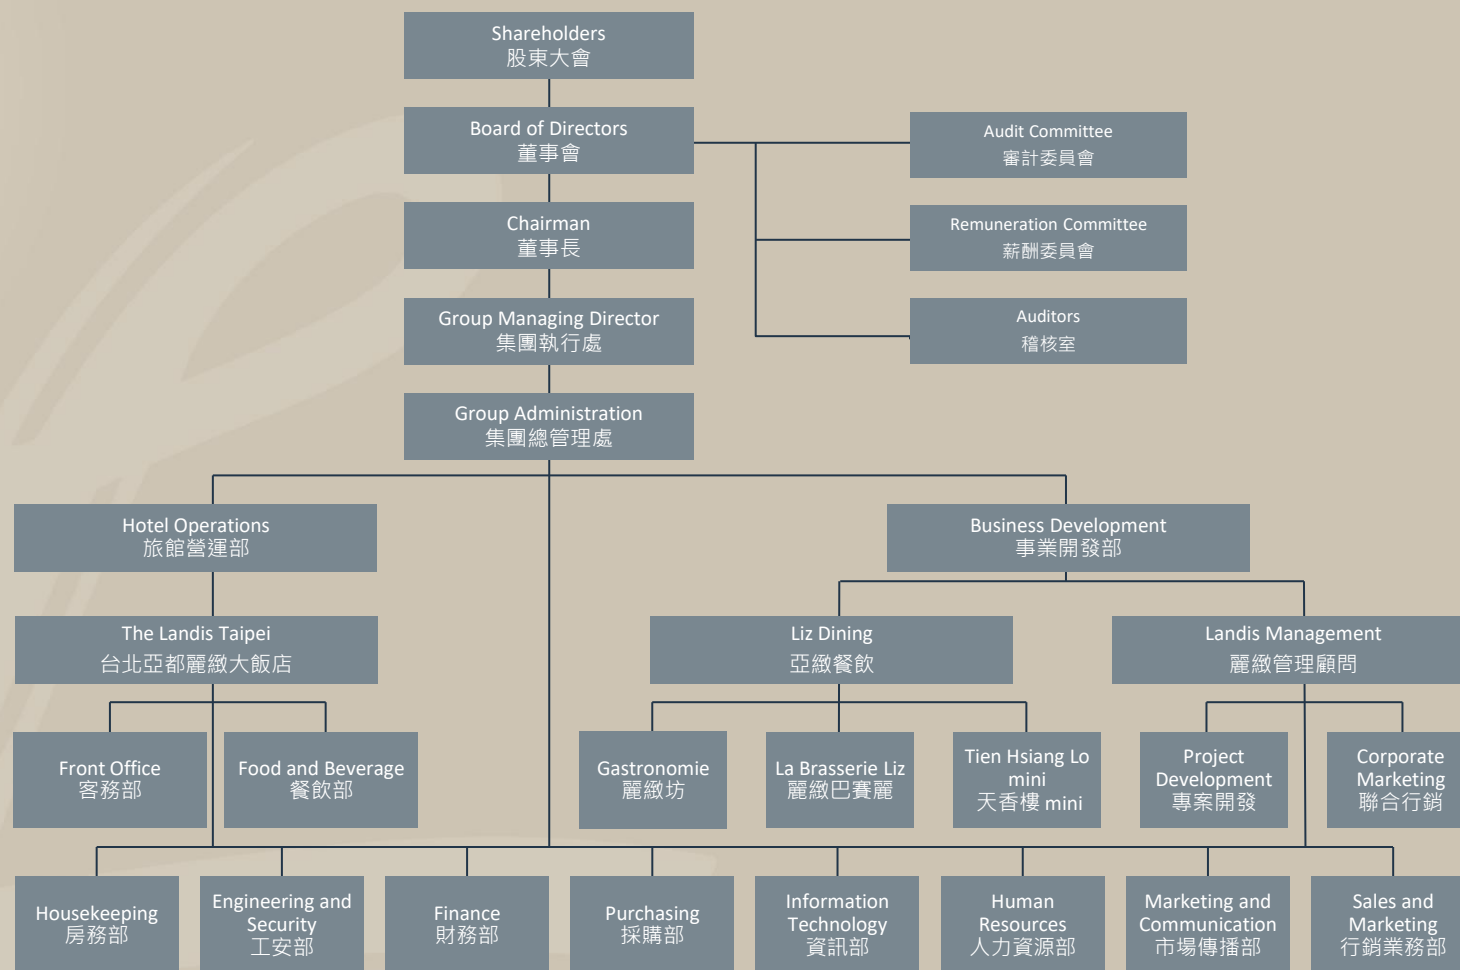 Shareholders
股東大會
Board of Directors
董事會
Audit Committee
審計委員會
Chairman
董事長
Remuneration Committee
薪酬委員會
Group Managing Director
集團執行處
Auditors
稽核室
Group Administration
集團總管理處
Hotel Operations
旅館營運部
Business Development
事業開發部
The Landis Taipei
台北亞都麗緻大飯店
Liz Dining
亞緻餐飲
Landis Management
麗緻管理顧問
Front Office
客務部
Food and Beverage
餐飲部
Gastronomie
麗緻坊
La Brasserie Liz
麗緻巴賽麗
Tien Hsiang Lo
mini
天香樓 mini
Project
Development
專案開發
Corporate
Marketing
聯合行銷
Housekeeping
房務部
Engineering and
Security
工安部
Finance
財務部
Purchasing
採購部
Information
Technology
資訊部
Human
Resources
人力資源部
Marketing and
Communication
市場傳播部
Sales and
Marketing
行銷業務部